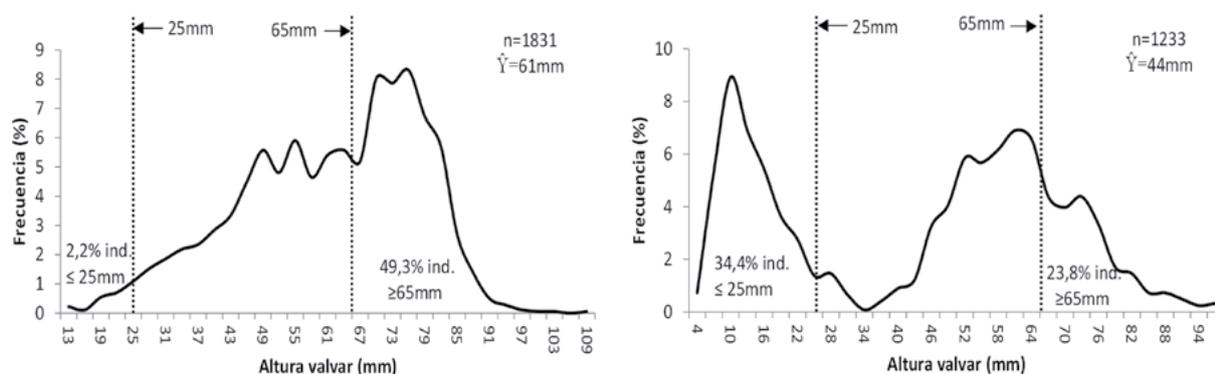 25mm
65mm
n=1831
Ŷ=61mm
9
8
7
6
5
4
3
2
1
0
Frecuencia (%)
2,2% ind.
≤ 25mm
49,3% ind.
≥65mm
13 19 25 31 37 43 49 55 61 67 73 79 85 91 97 103 109
Altura valvar (mm)
25mm
65mm
n=1233
Ŷ=44mm
10
8
6
4
2
0
Frecuencia (%)
34,4% ind.
≤ 25mm
23,8% ind.
≥65mm
4 10 16 22 28 34 40 46 52 58 64 70 76 82 88 94
Altura valvar (mm)